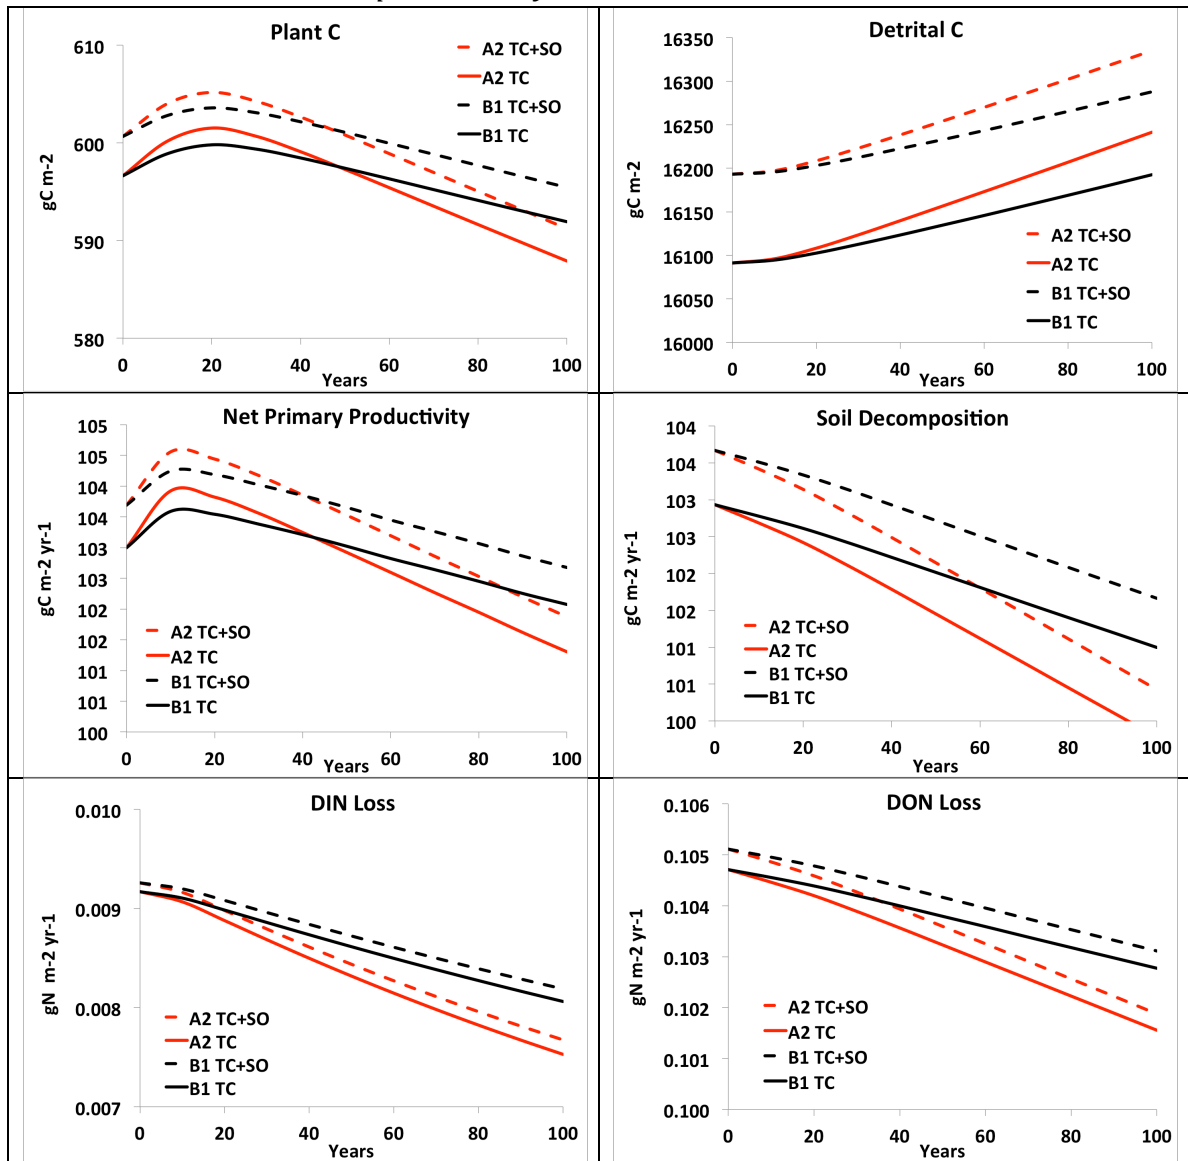 Plant C
610
600
590
580
gC m-2
0 20 40 60 80 100
Years
A2 TC+SO
A2 TC
B1 TC+SO
B1 TC
Detrital C
16350
16300
16250
16200
16150
16100
16050
16000
gC m-2
0 20 40 60 80 100
Years
A2 TC+SO
A2 TC
B1 TC+SO
B1 TC
Net Primary Productivity
105
105
104
104
103
103
102
102
101
101
100
gC m-2 yr-1
0 20 40 60 80 100
Years
A2 TC+SO
A2 TC
B1 TC+SO
B1 TC
Soil Decomposition
104
104
103
103
102
102
101
101
100
gC m-2 yr-1
0 20 40 60 80 100
Years
A2 TC+SO
A2 TC
B1 TC+SO
B1 TC
DIN Loss
0.010
0.009
0.008
0.007
gN m-2 yr-1
0 20 40 60 80 100
Years
A2 TC+SO
A2 TC
B1 TC+SO
B1 TC
DON Loss
0.106
0.105
0.104
0.103
0.102
0.101
0.100
gN m-2 yr-1
0 20 40 60 80 100
Years
A2 TC+SO
A2 TC
B1 TC+SO
B1 TC